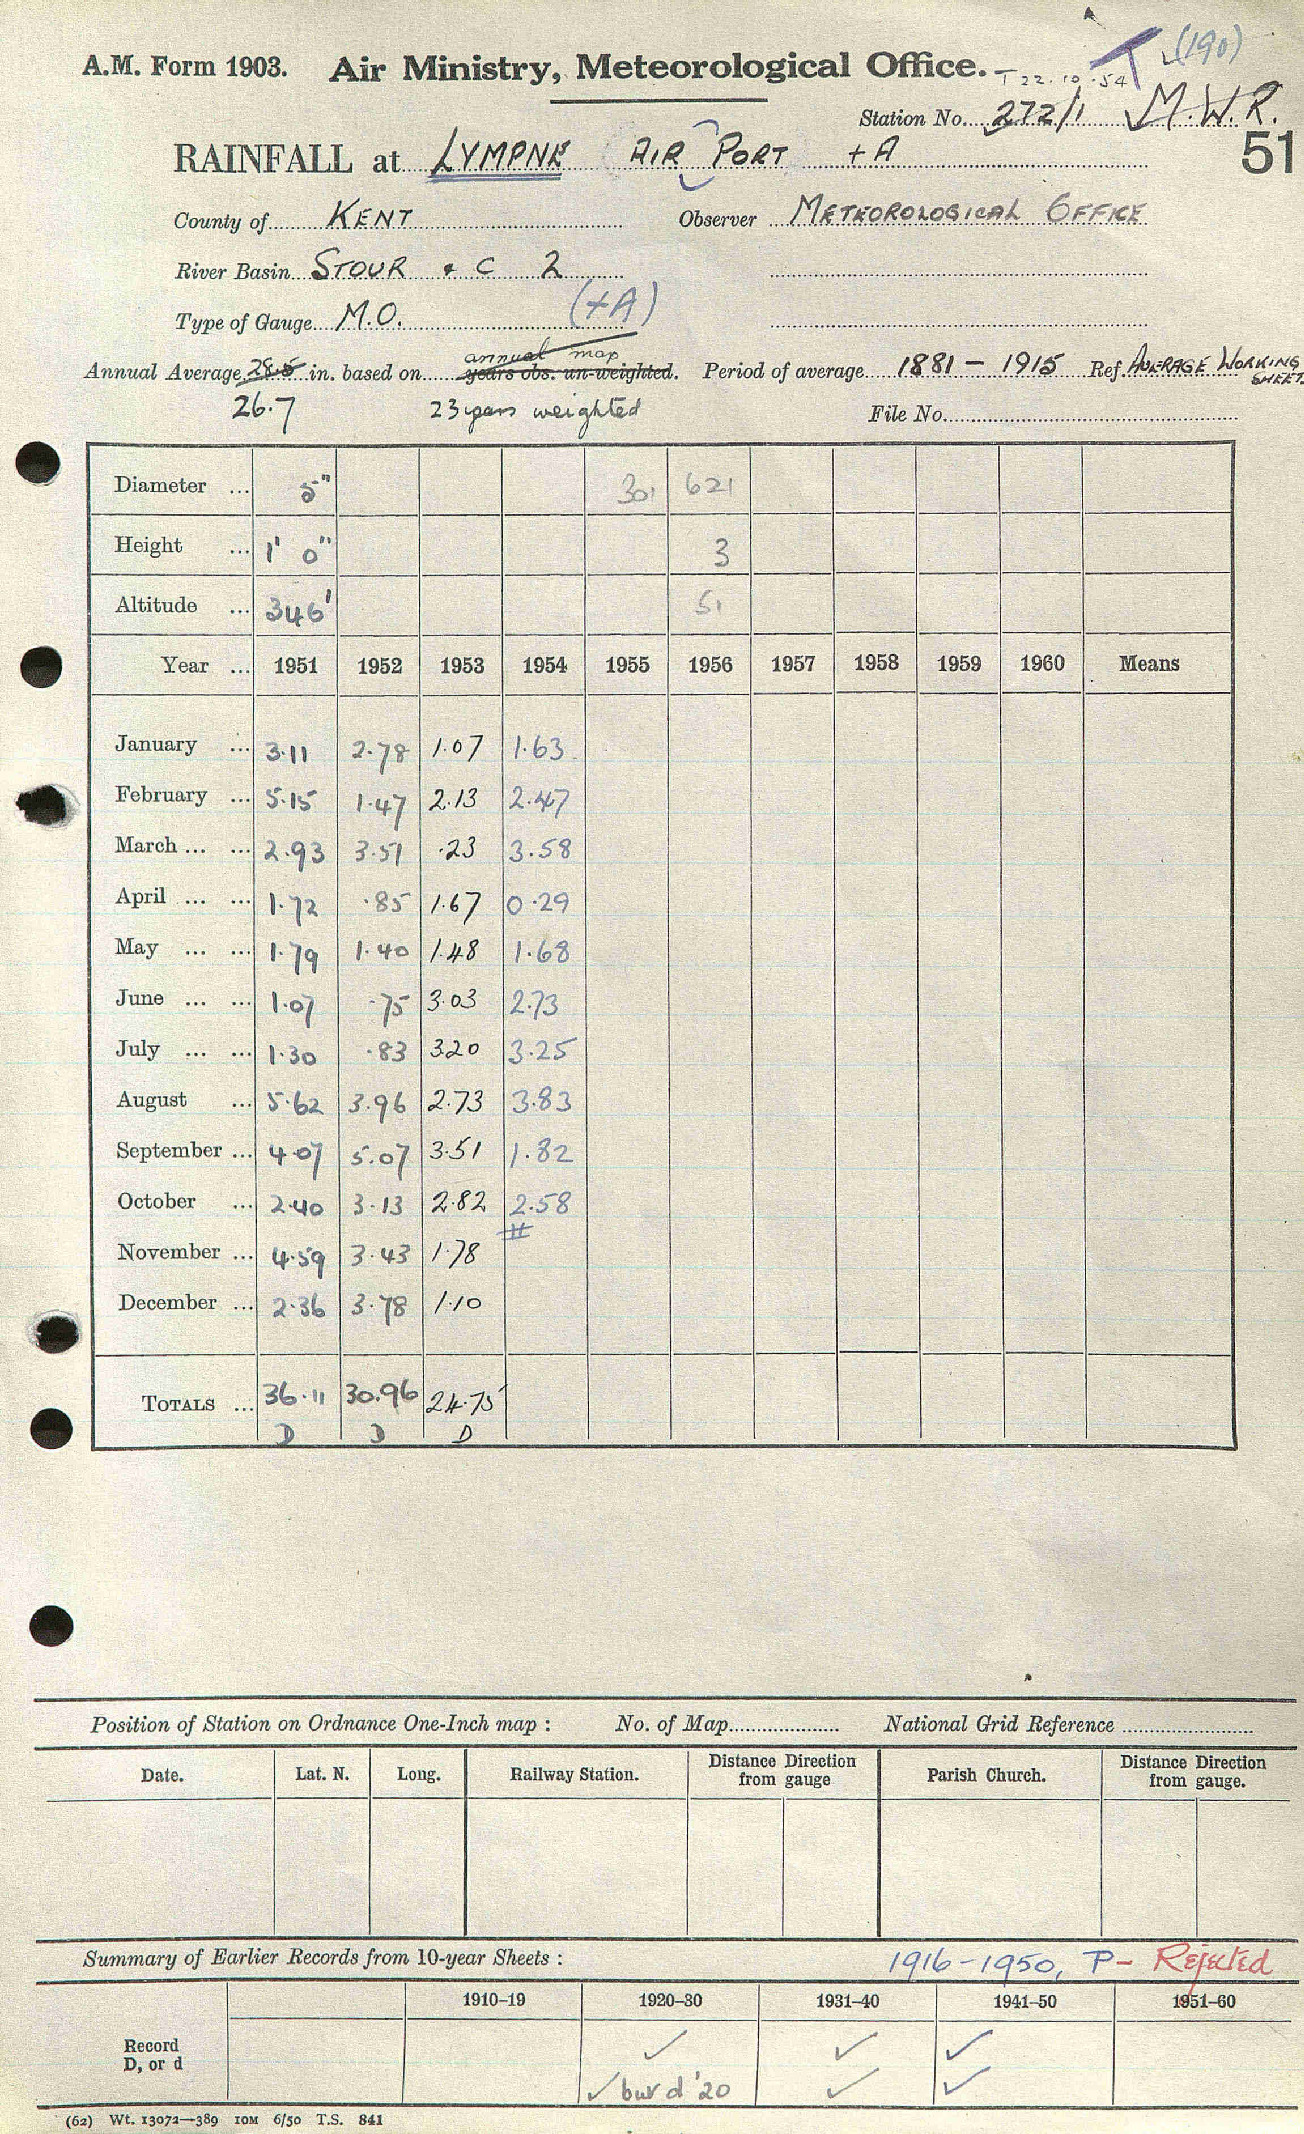 T ✓ (190)
A.M. Form 1903. Air Ministry, Meteorological Office. T 22.10.54
Station No. 272/1 M.W.R.
51
RAINFALL at LYMPNE (AIR PORT) +A
County of KENT Observer METEOROLOGICAL OFFICE
River Basin STOUR & C 2
Type of Gauge M.O. (+A)
annual map
Annual Average 28.5 in. based on years obs. un-weighted. Period of average 1881 - 1915 Ref. AVERAGE WORKING SHEET.
26.7 23 years weighted File No.
Diameter ... 5" 301 621
Height ... 1' 0" 3
Altitude ... 346' 51
Year ... 1951 1952 1953 1954 1955 1956 1957 1958 1959 1960 Means
January ... 3.11 2.78 1.07 1.63
February ... 5.15 1.47 2.13 2.47
March ... ... 2.93 3.51 .23 3.58
April ... ... 1.72 .85 1.67 0.29
May ... ... 1.79 1.40 1.48 1.68
June ... ... 1.07 .75 3.03 2.73
July ... ... 1.30 .83 3.20 3.25
August ... 5.62 3.96 2.73 3.83
September ... 4.07 5.07 3.51 1.82
October ... 2.40 3.13 2.82 2.58
November ... 4.59 3.43 1.78
December ... 2.36 3.78 1.10
TOTALS ... 36.11 30.96 24.75
D D D
Position of Station on Ordnance One-Inch map : No. of Map National Grid Reference
Date. Lat. N. Long. Railway Station. Distance Direction from gauge Parish Church. Distance Direction from gauge.
Summary of Earlier Records from 10-year Sheets : 1916-1950, P- Rejected
1910-19 1920-30 1931-40 1941-50 1951-60
Record ✓ ✓ ✓
D, or d ✓ but d '20 ✓ ✓
(62) Wt. 13072—389 10M 6/50 T.S. 841